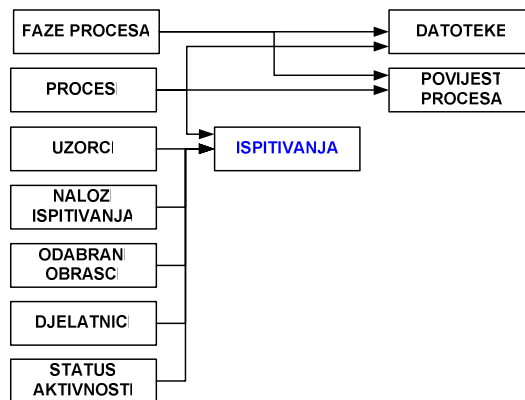 FAZE PROCESA
DATOTEKE
PROCESI
POVIJEST
PROCESA
UZORCI
ISPITIVANJA
NALOZI
ISPITIVANJA
ODABRANI
OBRASCI
DJELATNICI
STATUS
AKTIVNOSTI